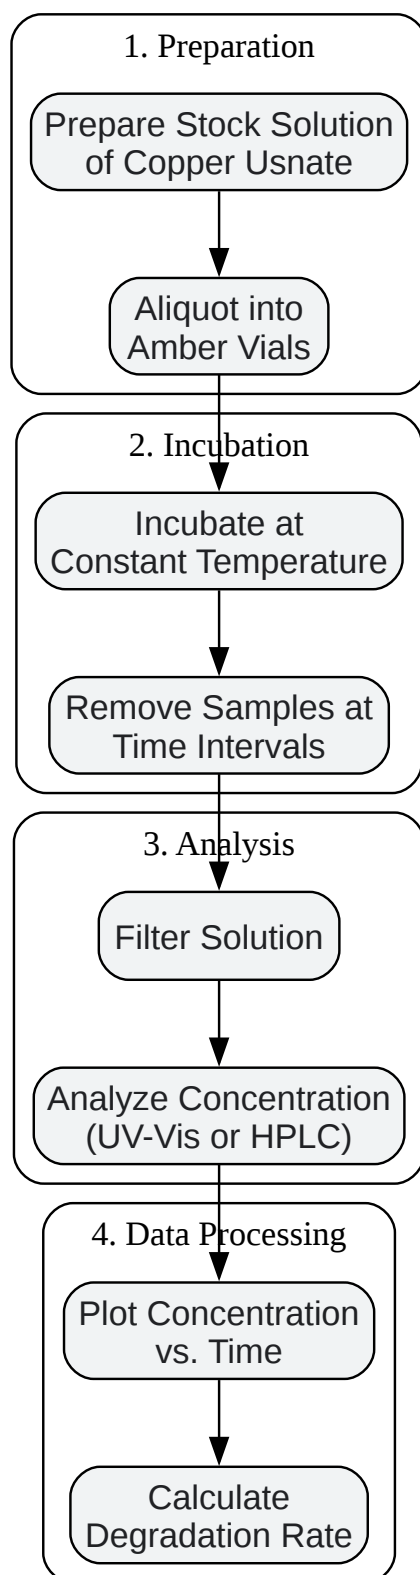 1. Preparation
Prepare Stock Solution
of Copper Usnate
Aliquot into
Amber Vials
2. Incubation
Incubate at
Constant Temperature
Remove Samples at
Time Intervals
3. Analysis
Filter Solution
Analyze Concentration
(UV-Vis or HPLC)
4. Data Processing
Plot Concentration
vs. Time
Calculate
Degradation Rate